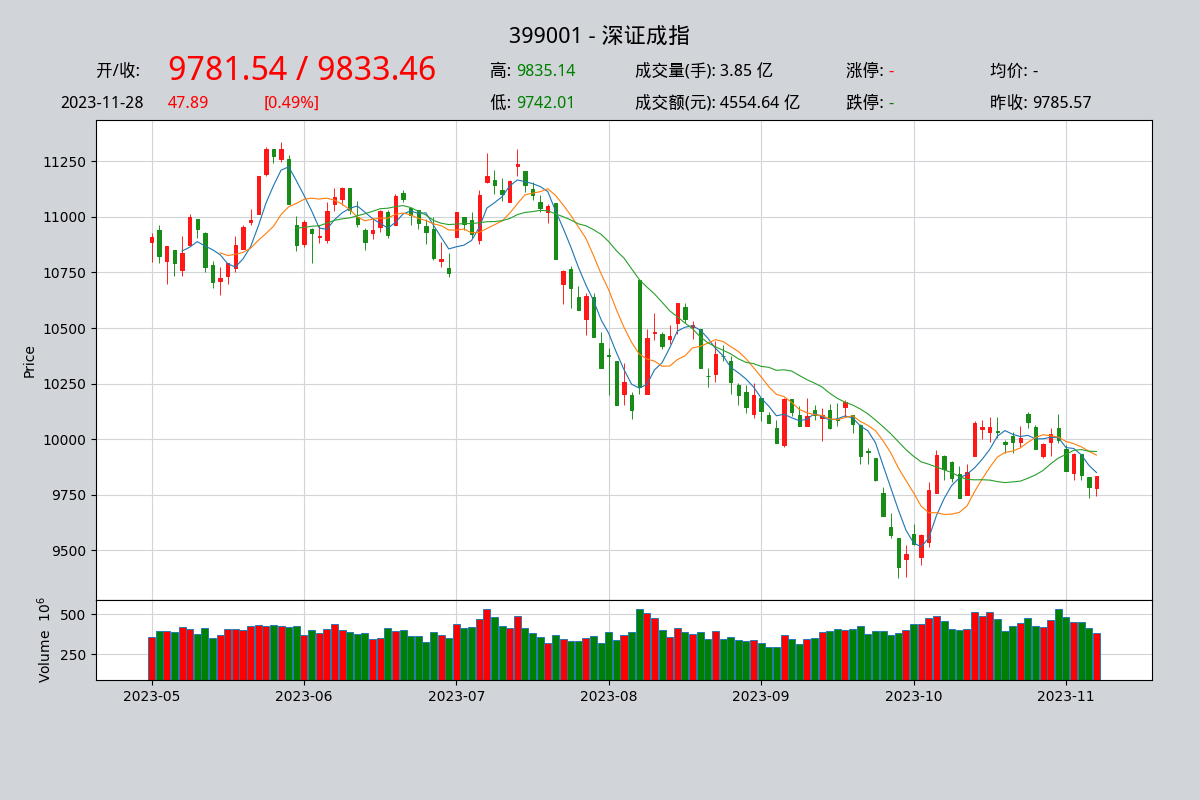 399001 - 深证成指
开/收: 9781.54 / 9833.46 高: 9835.14 成交量(手): 3.85 亿 涨停: - 均价: -
2023-11-28 47.89 [0.49%] 低: 9742.01 成交额(元): 4554.64 亿 跌停: - 昨收: 9785.57
11250
11000
10750
10500
10250
10000
9750
9500
Price
500
250
Volume 10^6
2023-05 2023-06 2023-07 2023-08 2023-09 2023-10 2023-11